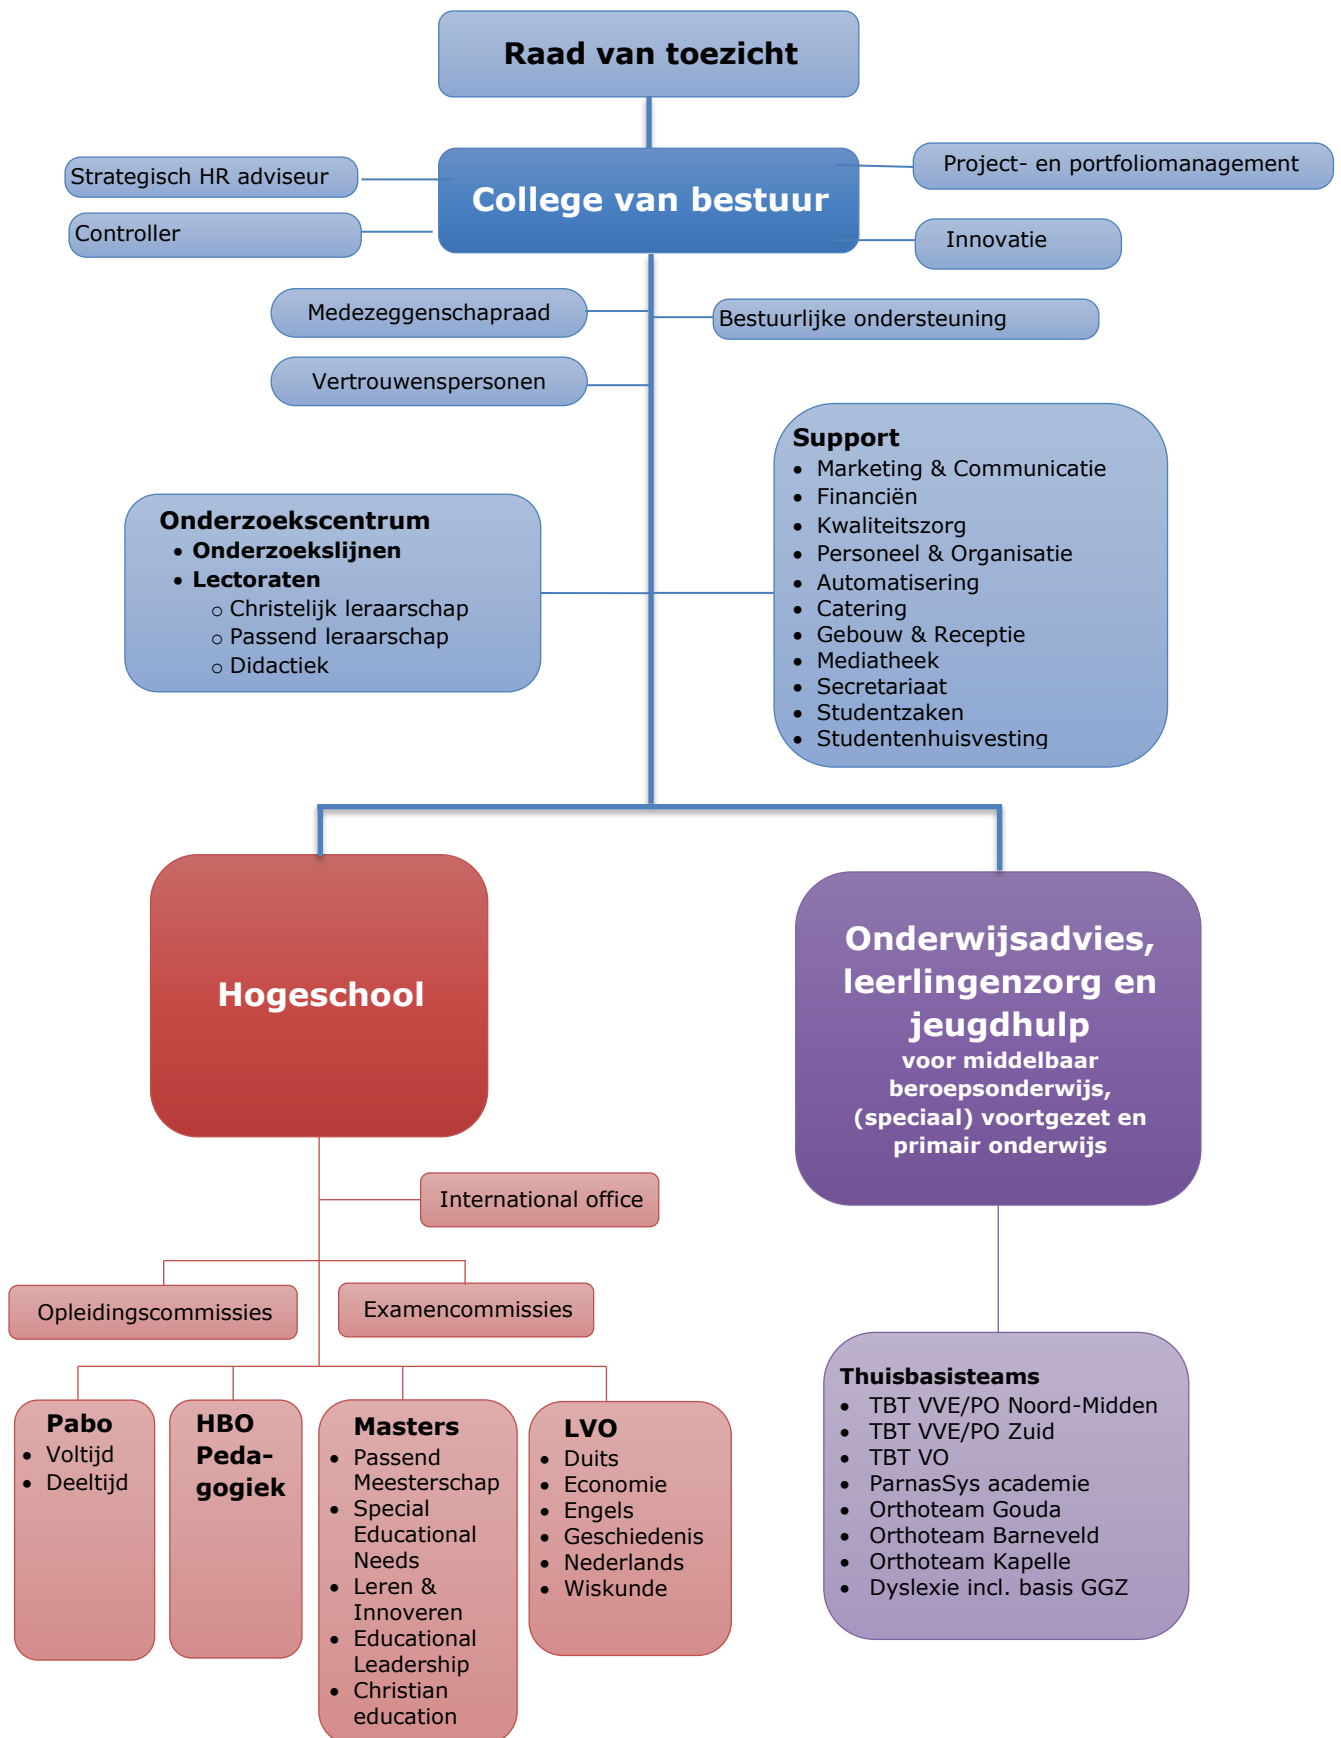 Raad van toezicht
Strategisch HR adviseur
College van bestuur
Project- en portfoliomanagement
Controller
Innovatie
Medezeggenschapraad
Bestuurlijke ondersteuning
Vertrouwenspersonen
Onderzoekscentrum
• Onderzoekslijnen
• Lectoraten
○ Christelijk leraarschap
○ Passend leraarschap
○ Didactiek
Support
• Marketing & Communicatie
• Financiën
• Kwaliteitszorg
• Personeel & Organisatie
• Automatisering
• Catering
• Gebouw & Receptie
• Mediatheek
• Secretariaat
• Studentzaken
• Studentenhuisvesting
Hogeschool
Onderwijsadvies,
leerlingenzorg en
jeugdhulp
voor middelbaar
beroepsonderwijs,
(speciaal) voortgezet en
primair onderwijs
International office
Opleidingscommissies
Examencommissies
Pabo
• Voltijd
• Deeltijd
HBO
Peda-
gogiek
Masters
• Passend
Meesterschap
• Special
Educational
Needs
• Leren &
Innoveren
• Educational
Leadership
• Christian
education
LVO
• Duits
• Economie
• Engels
• Geschiedenis
• Nederlands
• Wiskunde
Thuisbasisteams
• TBT VVE/PO Noord-Midden
• TBT VVE/PO Zuid
• TBT VO
• ParnasSys academie
• Orthoteam Gouda
• Orthoteam Barneveld
• Orthoteam Kapelle
• Dyslexie incl. basis GGZ